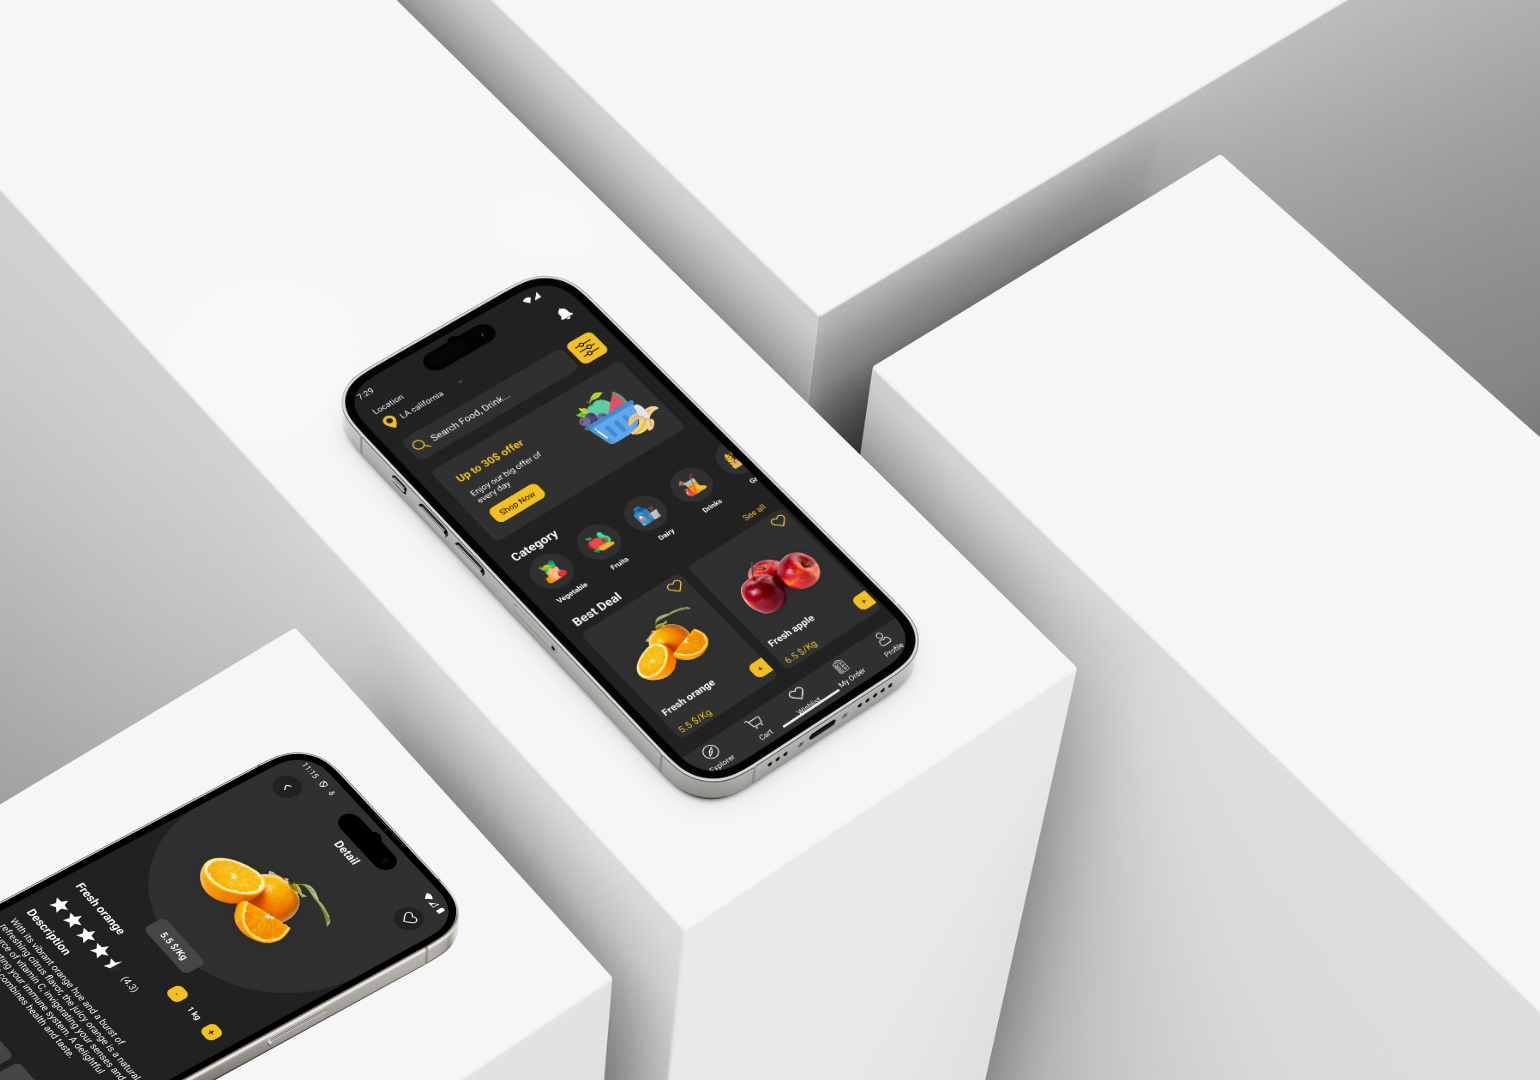 7:29
Location
LA california
Search Food, Drink...
Up to 30$ offer
Enjoy our big offer of
every day
Shop Now
Category
Vegetable
Fruits
Dairy
Drinks
Best Deal
See all
Fresh orange
5.5 $/Kg
+
Fresh apple
6.5 $/Kg
+
Explorer
Cart
Wishlist
My Order
Profile
11:15
Detail
5.5 $/Kg
Fresh orange
(4.3)
- 1 kg +
Description
With its vibrant orange hue and a burst of
refreshing citrus flavor, the juicy orange is a natural
of vitamin C, invigorating your senses and
your immune system. A delightful
combines health and taste.